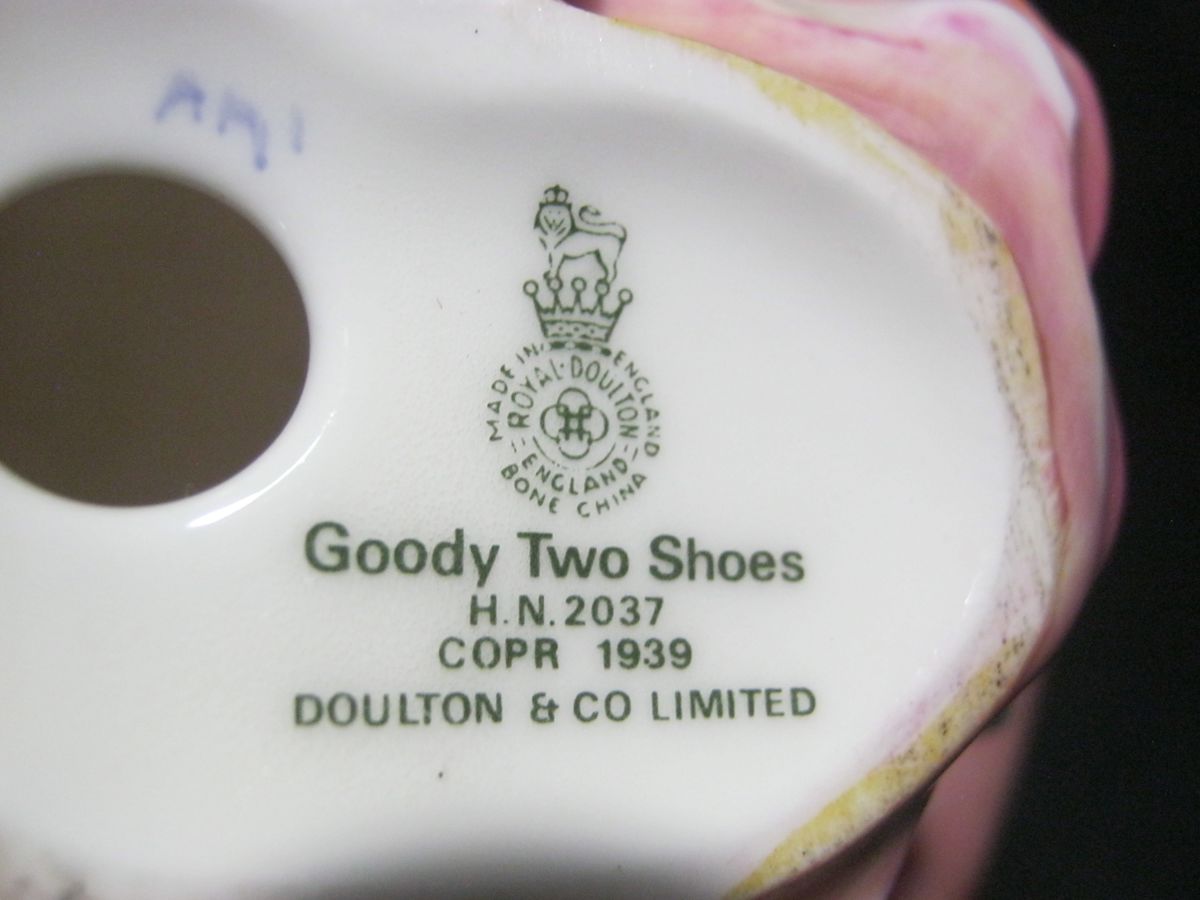 MADE IN ENGLAND
ROYAL·DOULTON
ENGLAND
BONE CHINA
Goody Two Shoes
H.N.2037
COPR 1939
DOULTON & CO LIMITED